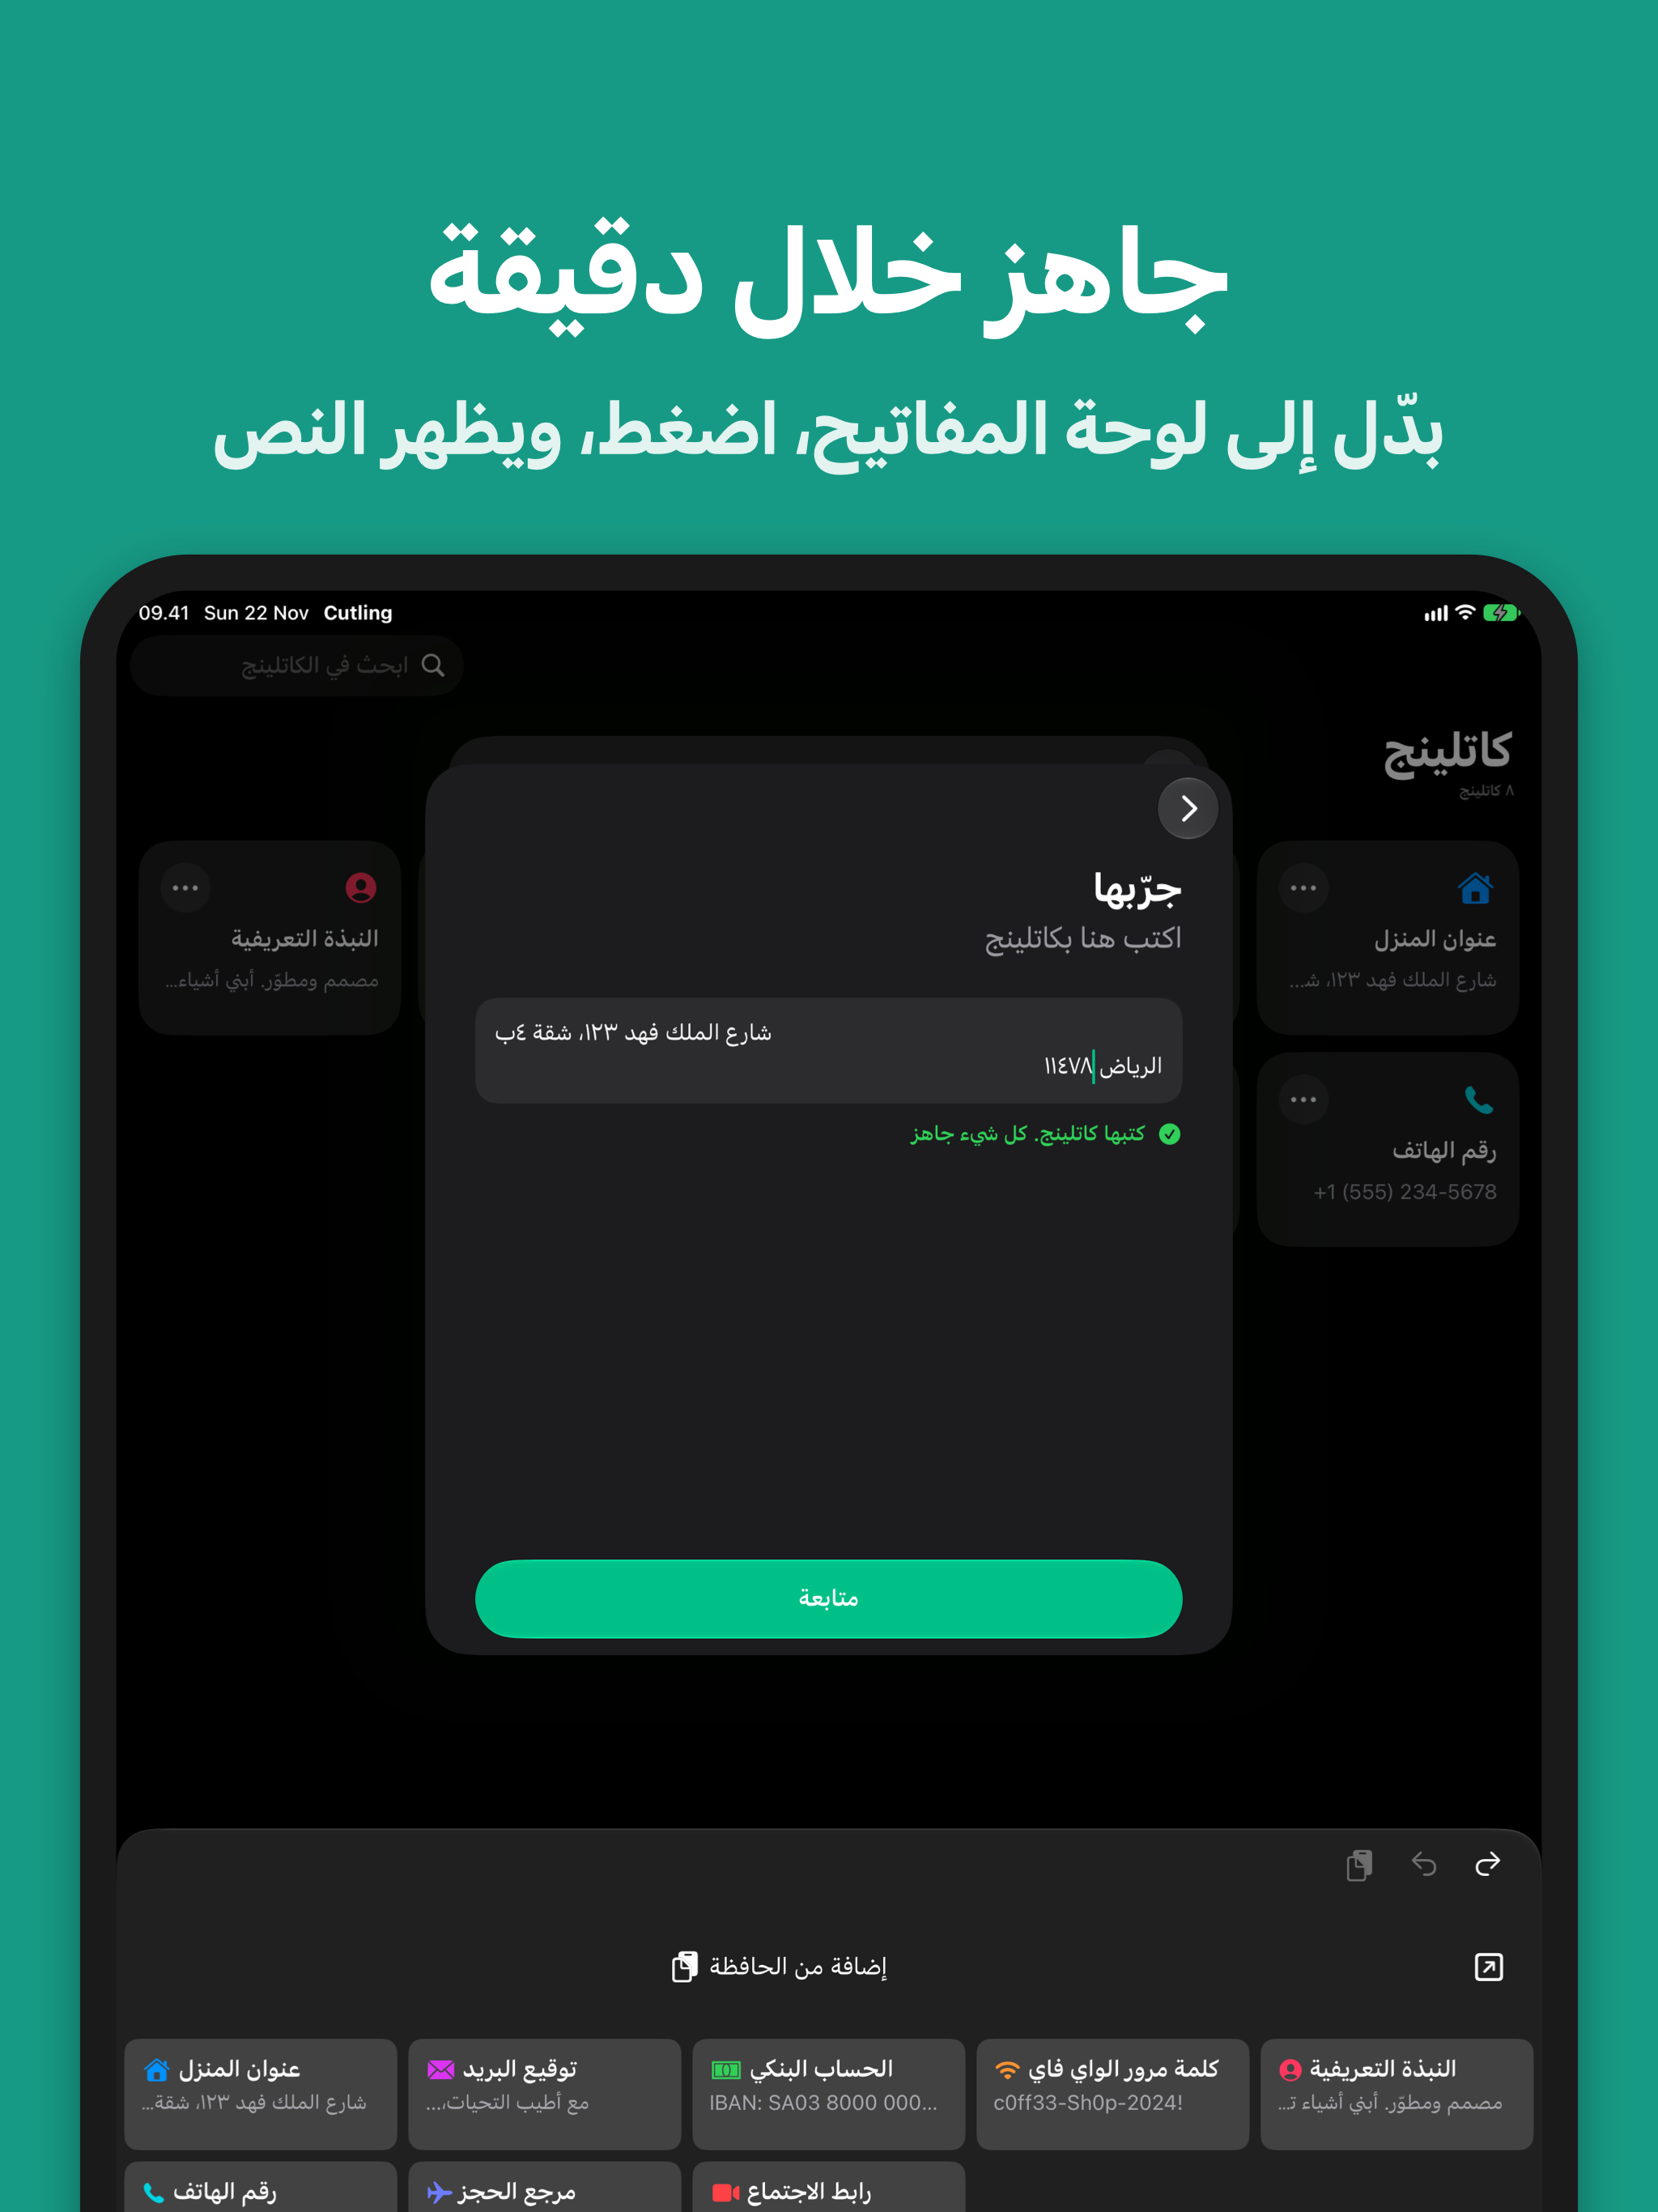 جاهز خلال دقيقة
بدّل إلى لوحة المفاتيح، اضغط، ويظهر النص
09.41 Sun 22 Nov Cutling
ابحث في الكاتلينج
كاتلينج
٨ كاتلينج
عنوان المنزل
شارع الملك فهد ١٢٣، ش...
النبذة التعريفية
مصمم ومطوّر. أبني أشياء...
رقم الهاتف
+1 (555) 234-5678
جرّبها
اكتب هنا بكاتلينج
شارع الملك فهد ١٢٣، شقة ٤ب
الرياض ١١٤٧٨
كتبها كاتلينج. كل شيء جاهز
متابعة
إضافة من الحافظة
النبذة التعريفية
مصمم ومطوّر. أبني أشياء ت...
كلمة مرور الواي فاي
c0ff33-Sh0p-2024!
الحساب البنكي
IBAN: SA03 8000 000...
توقيع البريد
مع أطيب التحيات،...
عنوان المنزل
شارع الملك فهد ١٢٣، شقة...
رابط الاجتماع
مرجع الحجز
رقم الهاتف